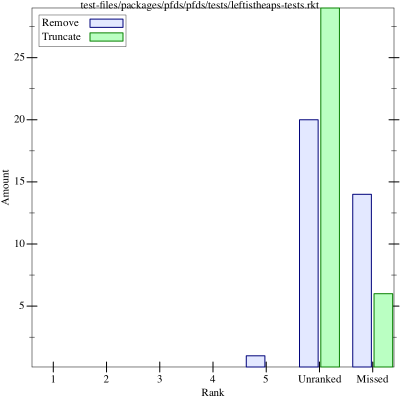 test-files/packages/pfds/pfds/tests/leftistheaps-tests.rkt
Remove
Truncate
25
20
15
10
5
Amount
1 2 3 4 5 Unranked Missed
Rank